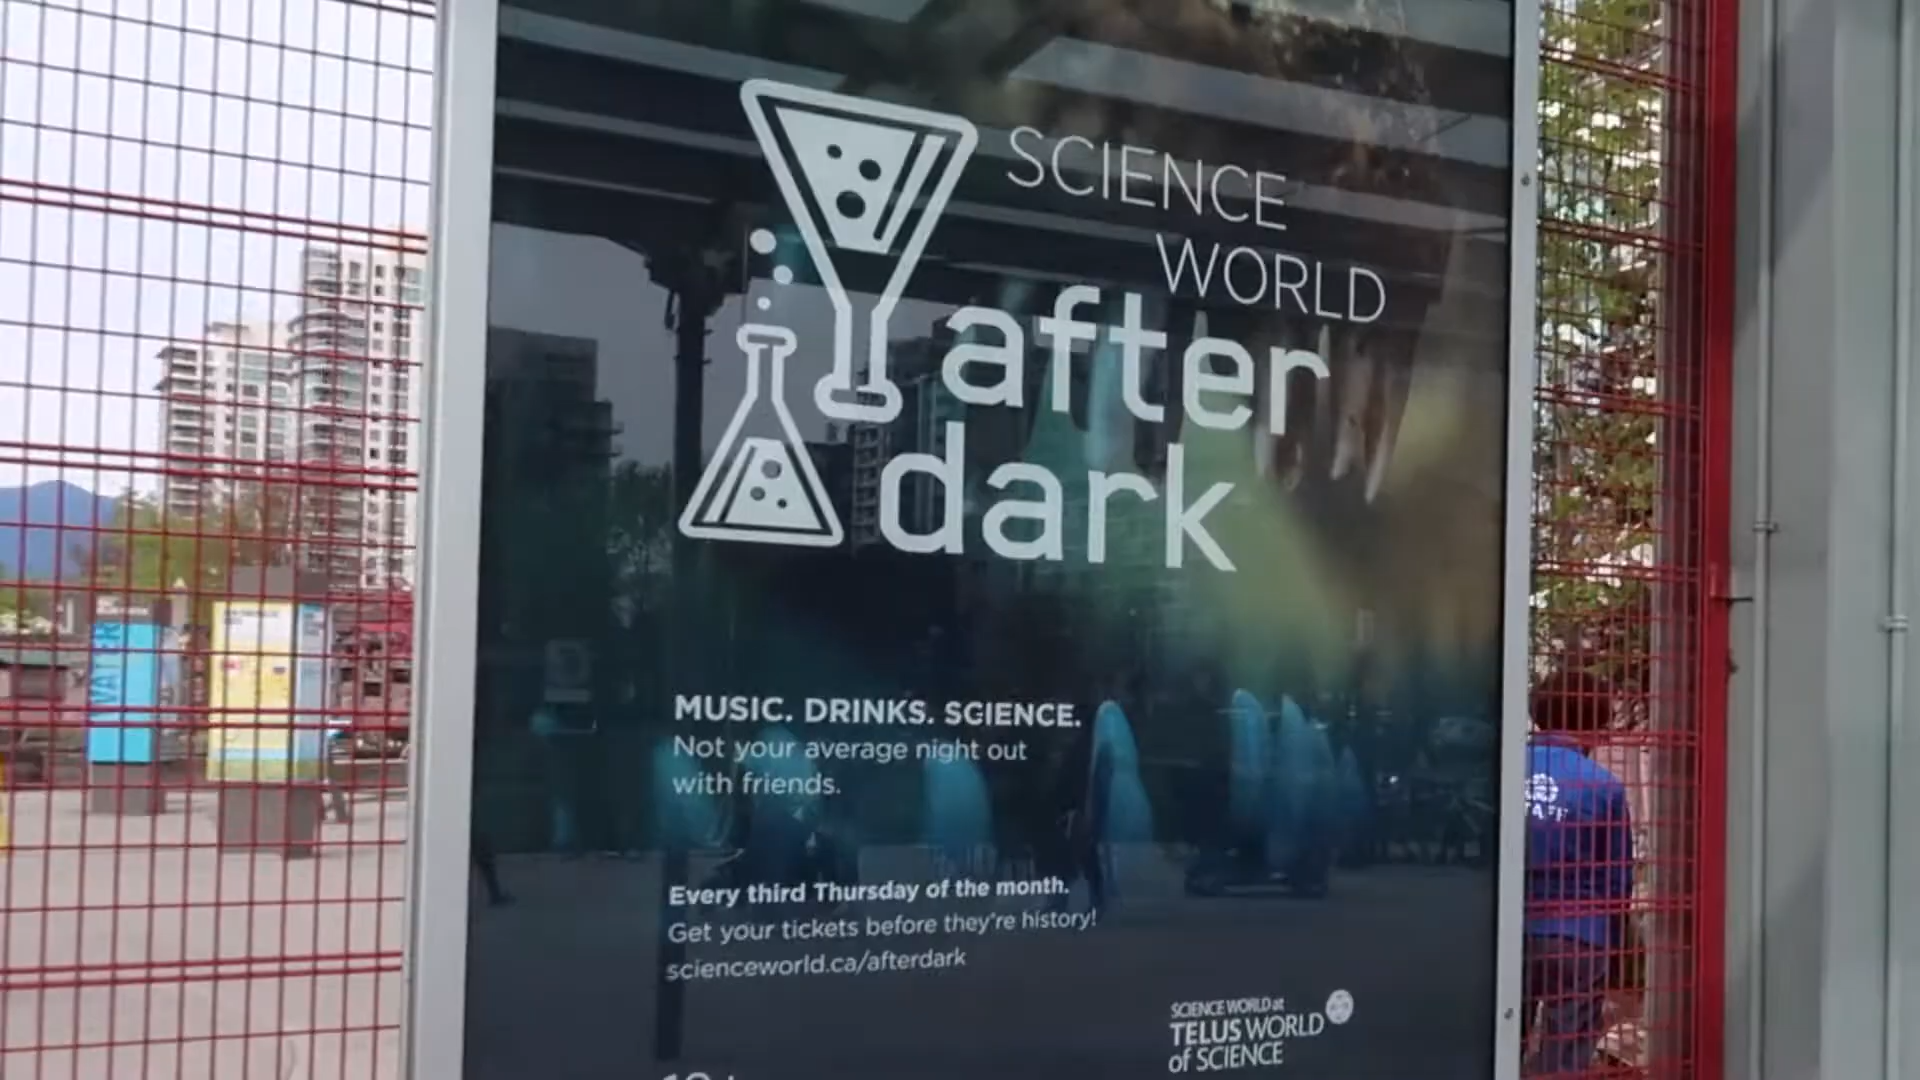 SCIENCE
WORLD
after
dark
MUSIC. DRINKS. SCIENCE.
Not your average night out
with friends.
Every third Thursday of the month.
Get your tickets before they're history!
scienceworld.ca/afterdark
SCIENCE WORLD at
TELUS WORLD
of SCIENCE
WATER